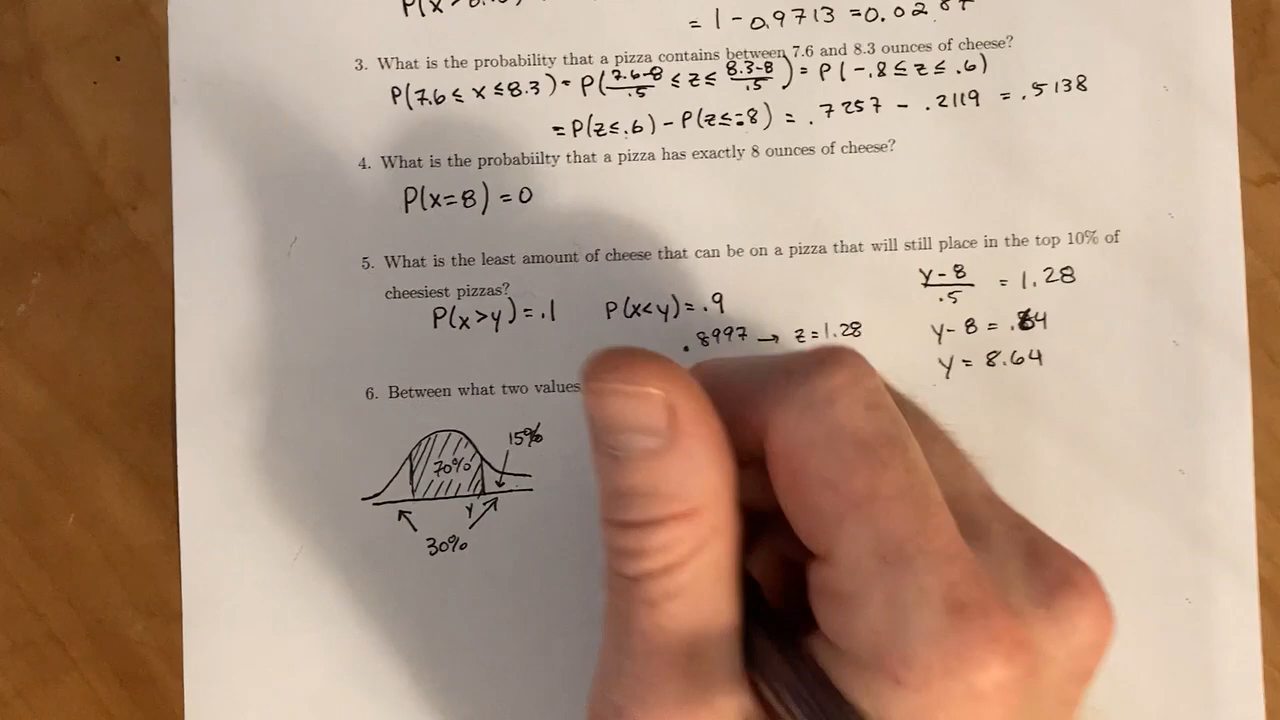 = 1 - 0.9713 = 0.02
3. What is the probability that a pizza contains between 7.6 and 8.3 ounces of cheese?
P(7.6 ≤ x ≤ 8.3) = P(7.6-8/.5 ≤ z ≤ 8.3-8/.5) = P(-.8 ≤ z ≤ .6)
= P(z ≤ .6) - P(z ≤ -.8) = .7257 - .2119 = .5138
4. What is the probabiilty that a pizza has exactly 8 ounces of cheese?
P(x=8) = 0
5. What is the least amount of cheese that can be on a pizza that will still place in the top 10% of
cheesiest pizzas?
P(x>y) = .1 P(x<y) = .9
.8997 → z = 1.28
y-8/.5 = 1.28
y-8 = .64
y = 8.64
6. Between what two values
15%
70%
y
30%